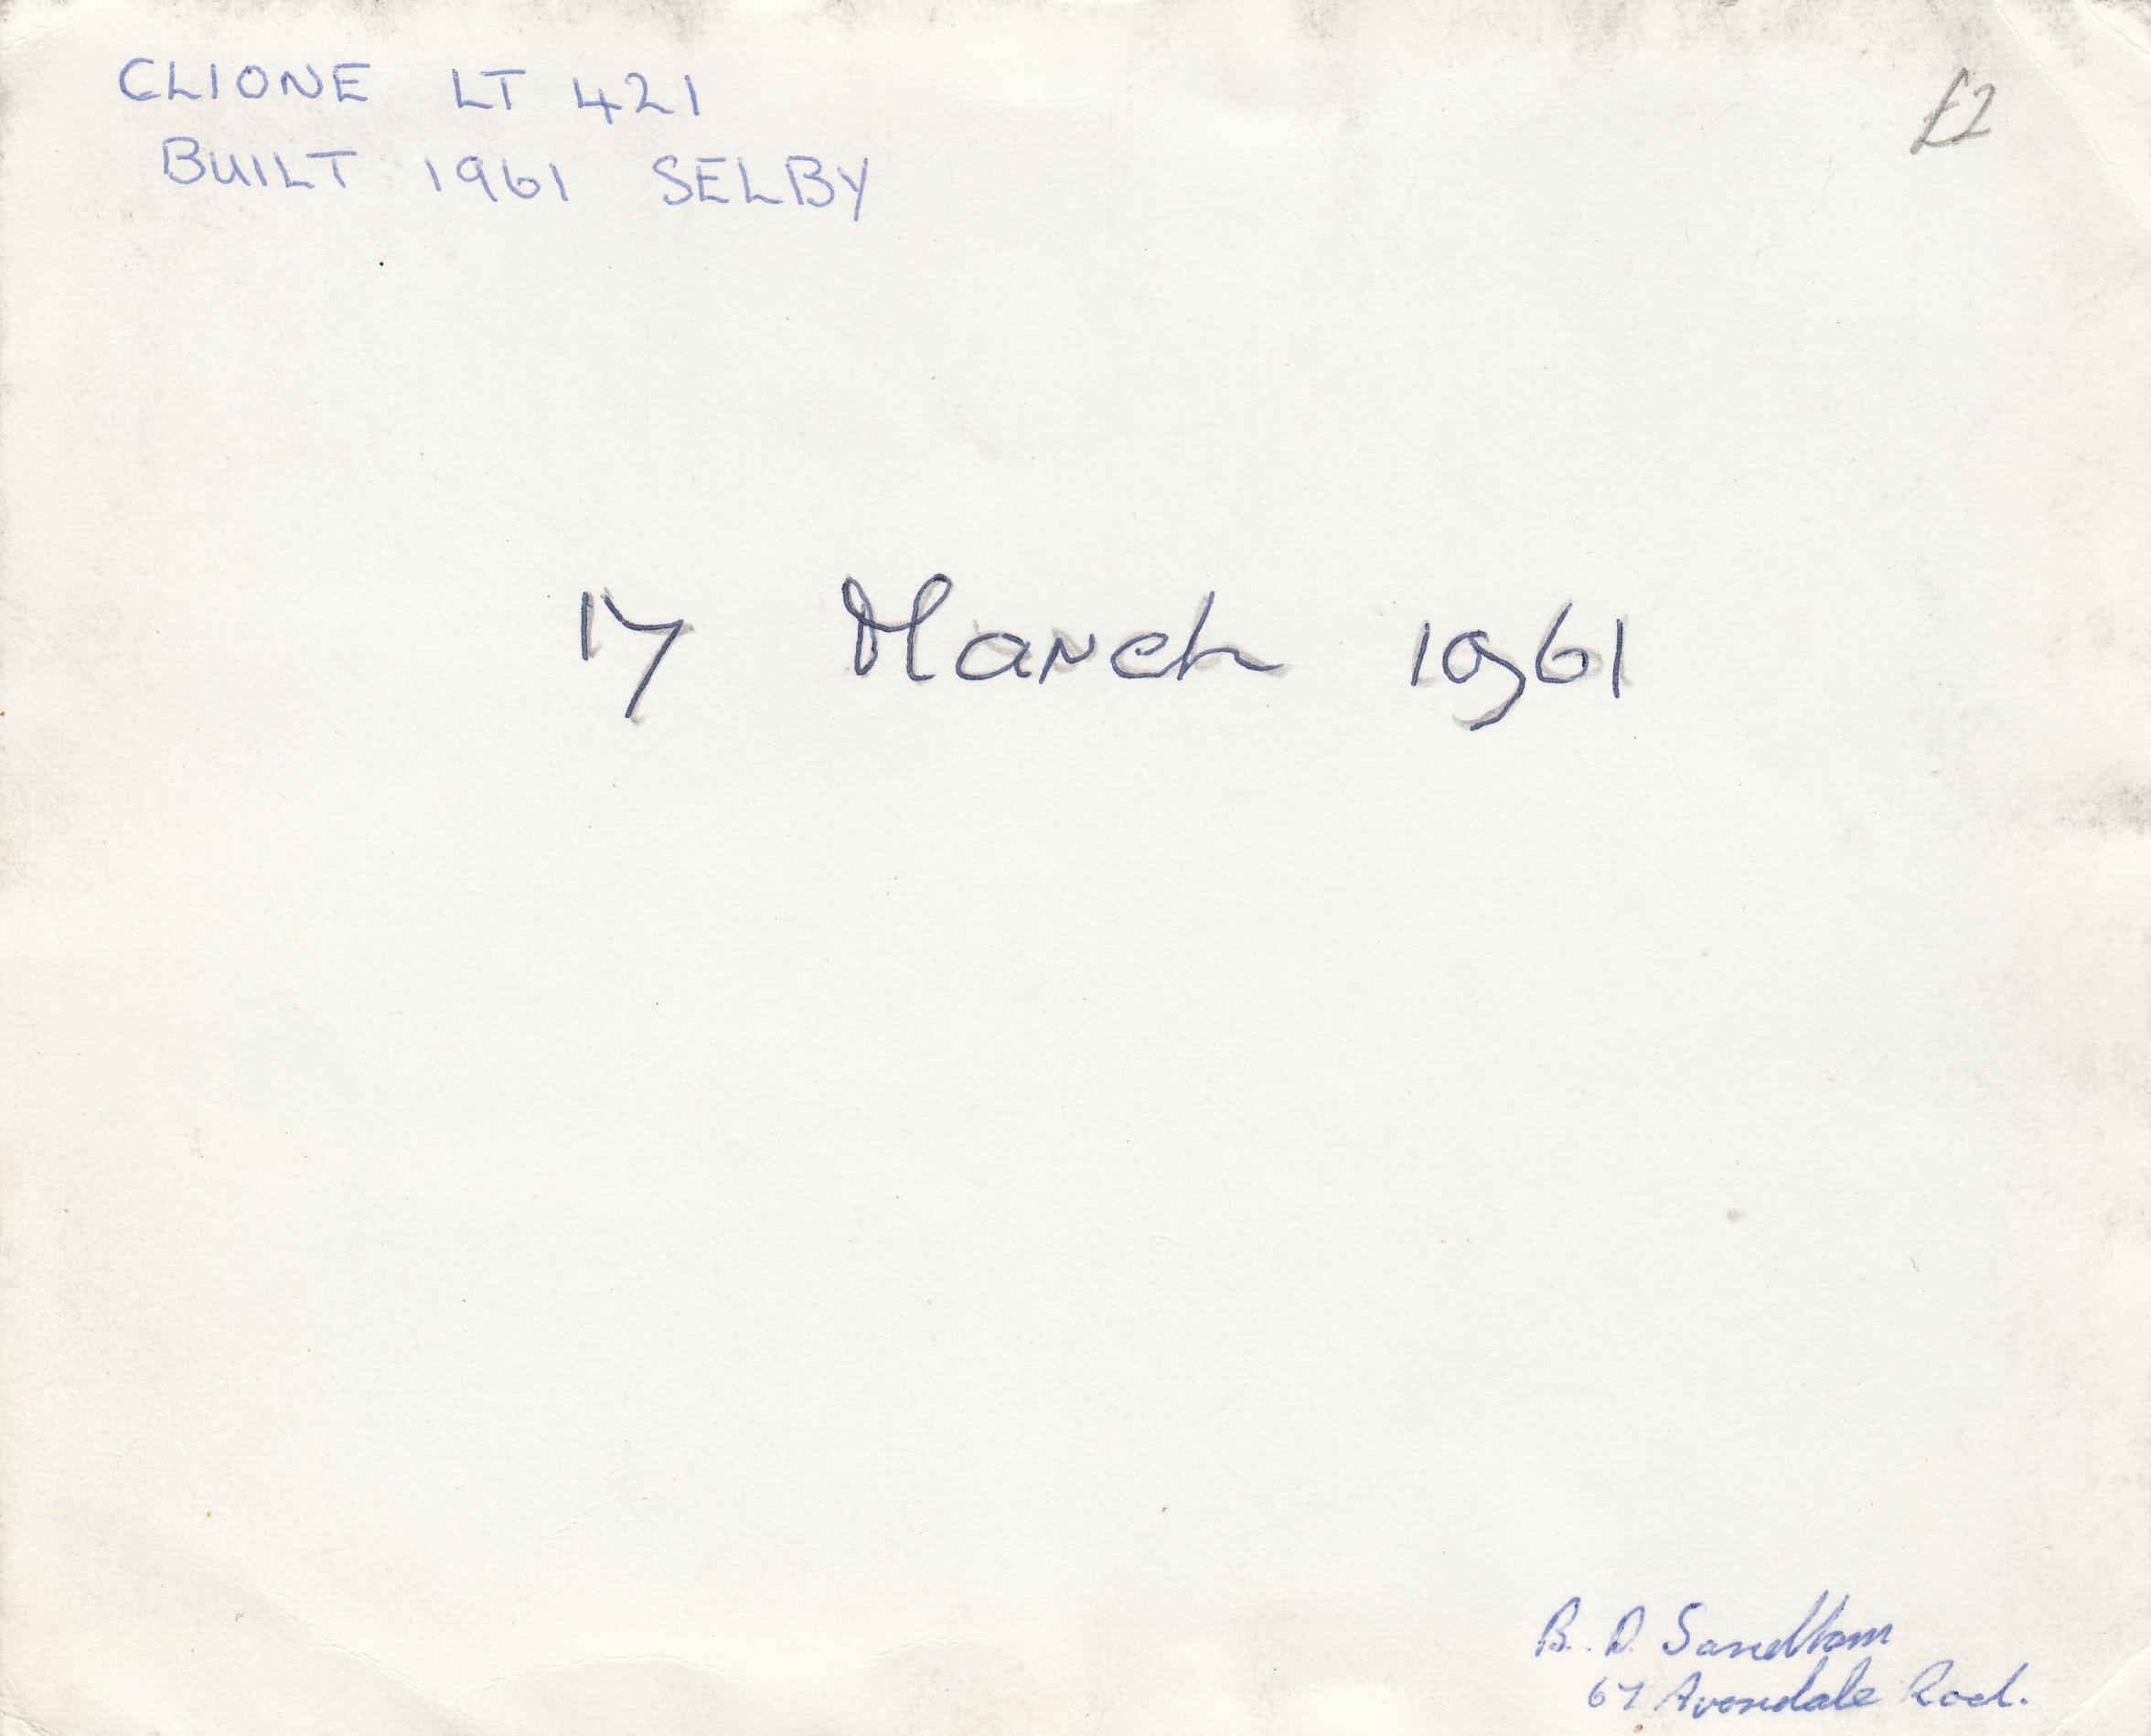 CLIONE LT 421
BUILT 1961 SELBY
£2
17 March 1961
B. D. Sandham
67 Avondale Road.